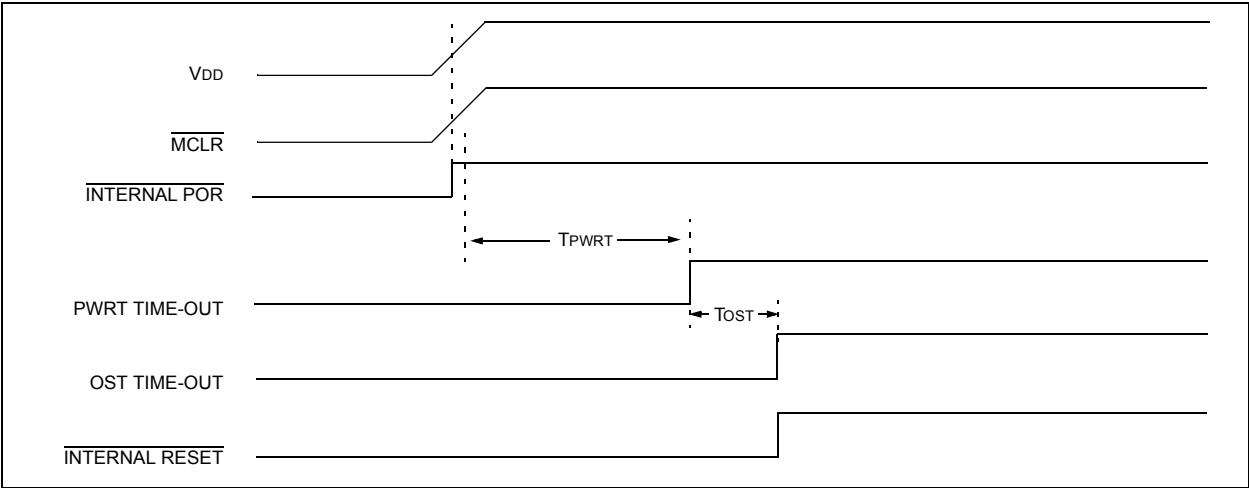 VDD
MCLR
INTERNAL POR
TPWRT
PWRT TIME-OUT
TOST
OST TIME-OUT
INTERNAL RESET